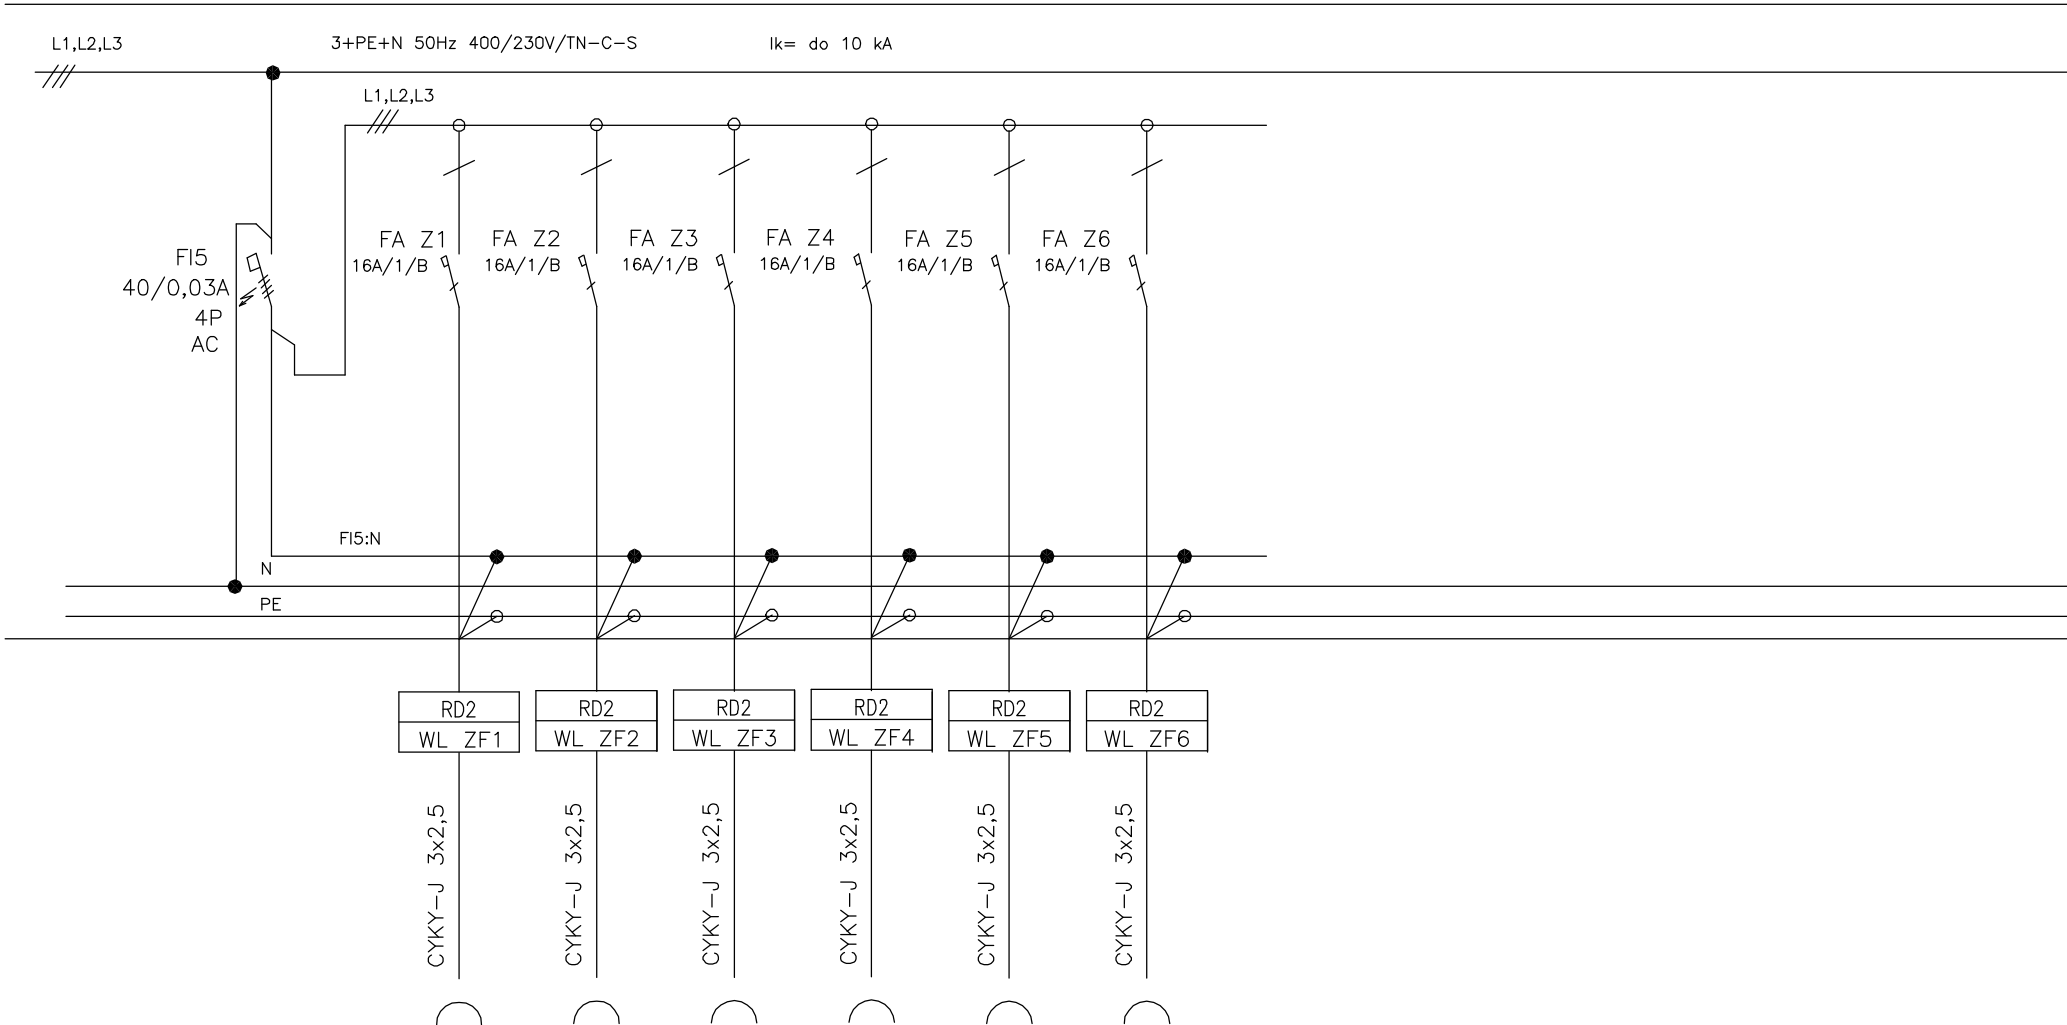 L1,L2,L3
3+PE+N 50Hz 400/230V/TN-C-S
Ik= do 10 kA
L1,L2,L3
FI5
40/0,03A
4P
AC
FA Z1
16A/1/B
FA Z2
16A/1/B
FA Z3
16A/1/B
FA Z4
16A/1/B
FA Z5
16A/1/B
FA Z6
16A/1/B
FI5:N
N
PE
RD2
WL ZF1
RD2
WL ZF2
RD2
WL ZF3
RD2
WL ZF4
RD2
WL ZF5
RD2
WL ZF6
CYKY-J 3x2,5
CYKY-J 3x2,5
CYKY-J 3x2,5
CYKY-J 3x2,5
CYKY-J 3x2,5
CYKY-J 3x2,5